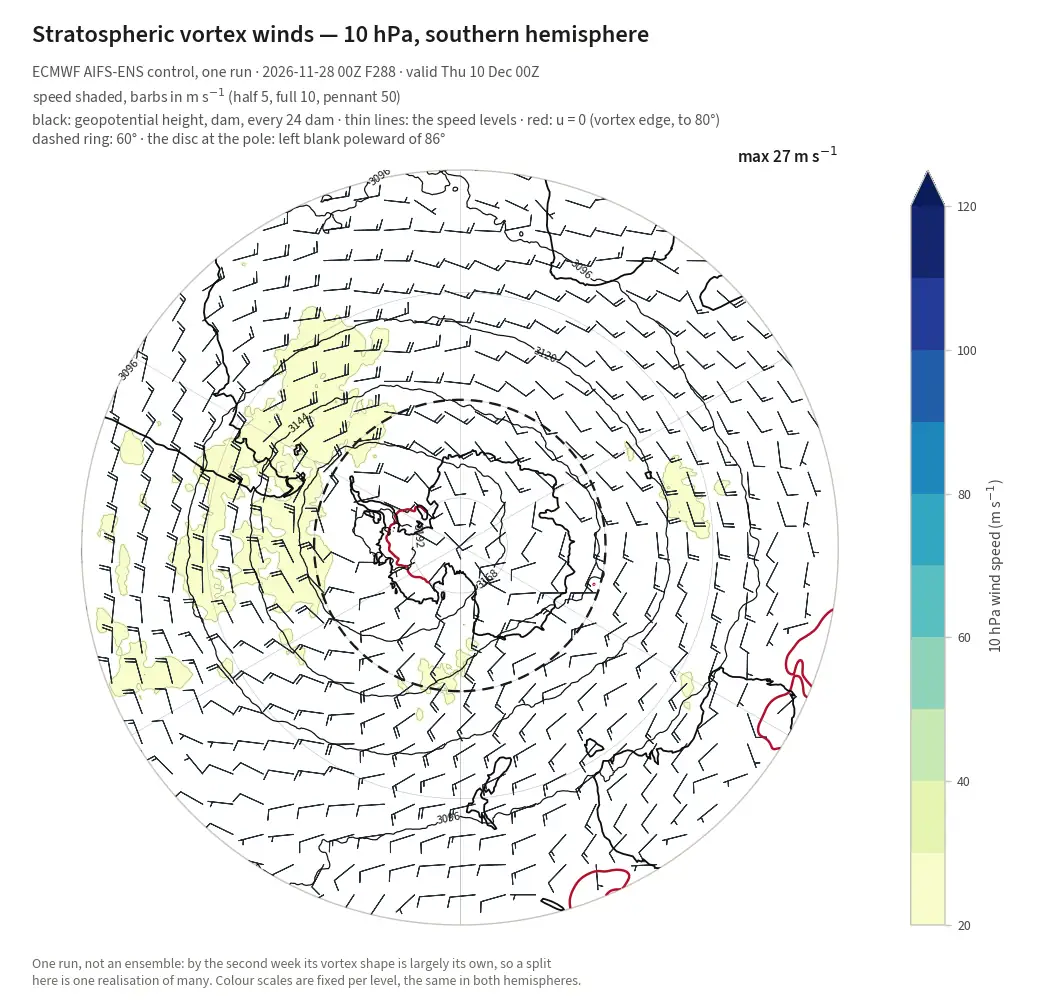 Stratospheric vortex winds — 10 hPa, southern hemisphere
ECMWF AIFS-ENS control, one run · 2026-11-28 00Z F288 · valid Thu 10 Dec 00Z
speed shaded, barbs in m s⁻¹ (half 5, full 10, pennant 50)
black: geopotential height, dam, every 24 dam · thin lines: the speed levels · red: u = 0 (vortex edge, to 80°)
dashed ring: 60° · the disc at the pole: left blank poleward of 86°
max 27 m s⁻¹
3096
3096
3120
3096
3144
3168
3096
120
100
80
60
40
20
10 hPa wind speed (m s⁻¹)
One run, not an ensemble: by the second week its vortex shape is largely its own, so a split
here is one realisation of many. Colour scales are fixed per level, the same in both hemispheres.